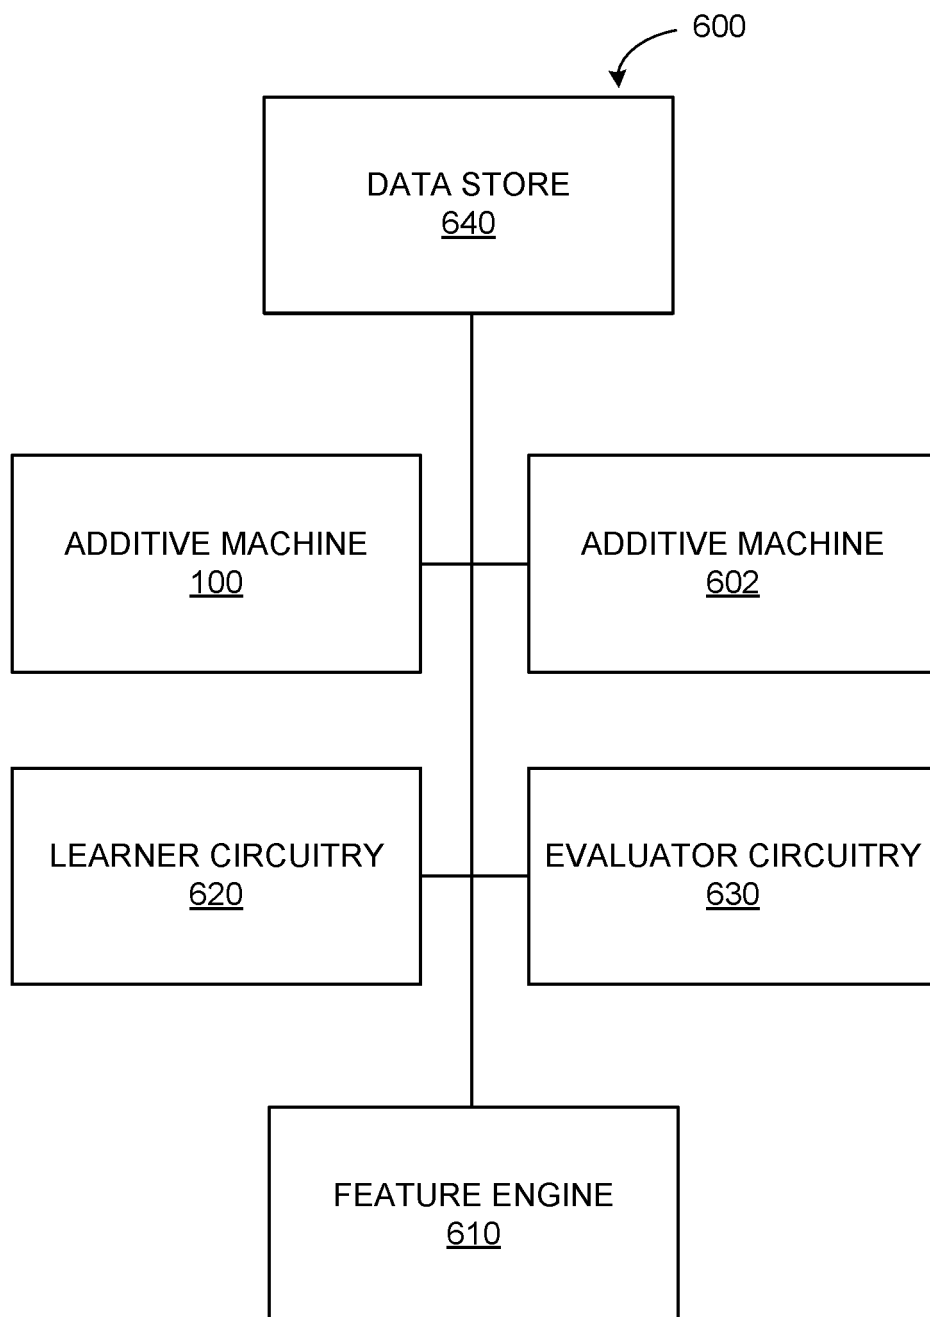 600
DATA STORE
640
ADDITIVE MACHINE
100
ADDITIVE MACHINE
602
LEARNER CIRCUITRY
620
EVALUATOR CIRCUITRY
630
FEATURE ENGINE
610